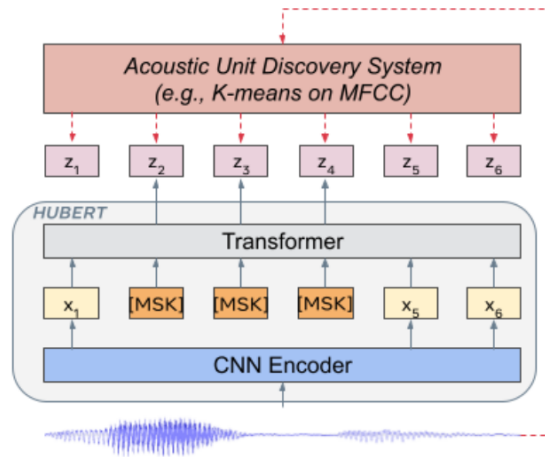 Acoustic Unit Discovery System
(e.g., K-means on MFCC)
z1 z2 z3 z4 z5 z6
HUBERT
Transformer
x1 [MSK] [MSK] [MSK] x5 x6
CNN Encoder